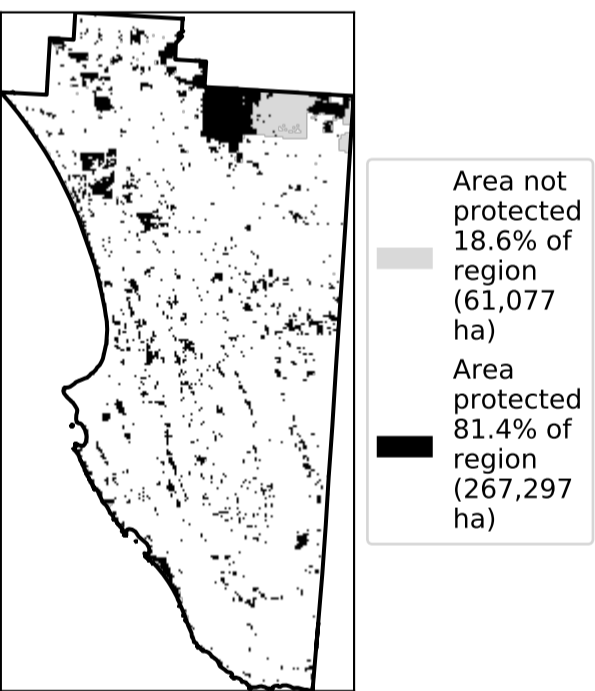 Area not
protected
18.6% of
region
(61,077
ha)
Area
protected
81.4% of
region
(267,297
ha)